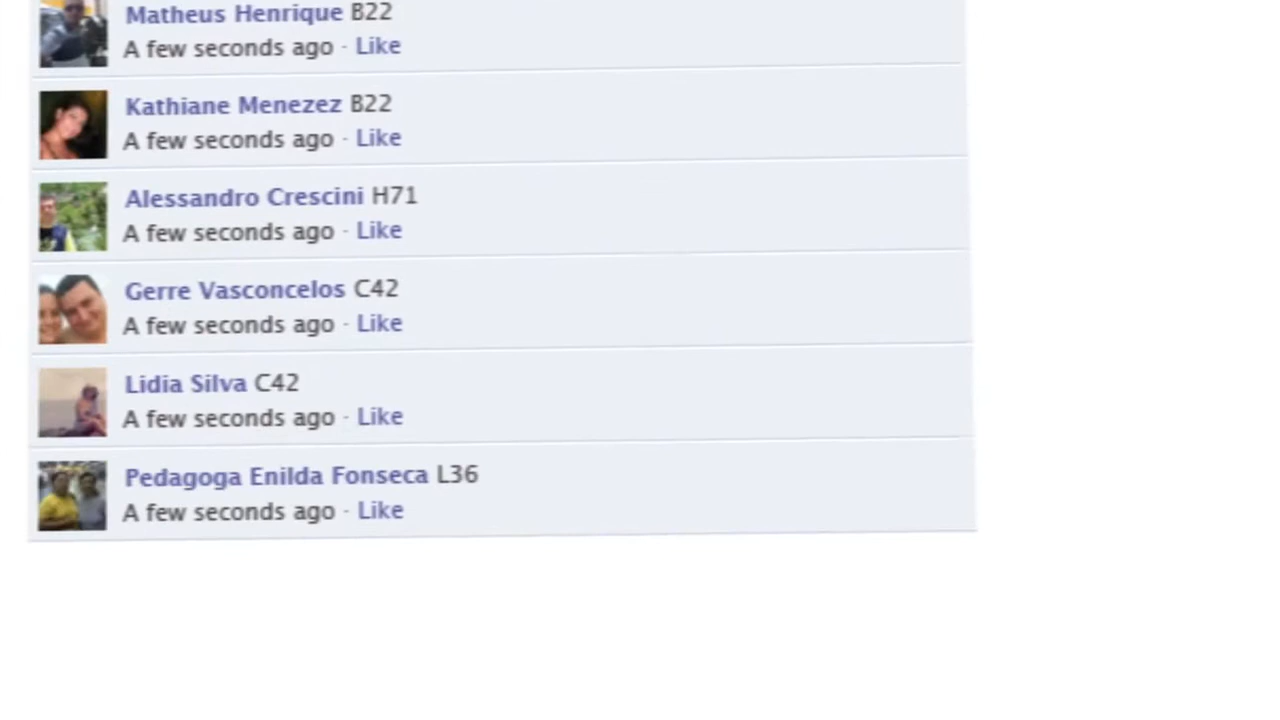 Matheus Henrique B22
A few seconds ago · Like
Kathiane Menezez B22
A few seconds ago · Like
Alessandro Crescini H71
A few seconds ago · Like
Gerre Vasconcelos C42
A few seconds ago · Like
Lidia Silva C42
A few seconds ago · Like
Pedagoga Enilda Fonseca L36
A few seconds ago · Like